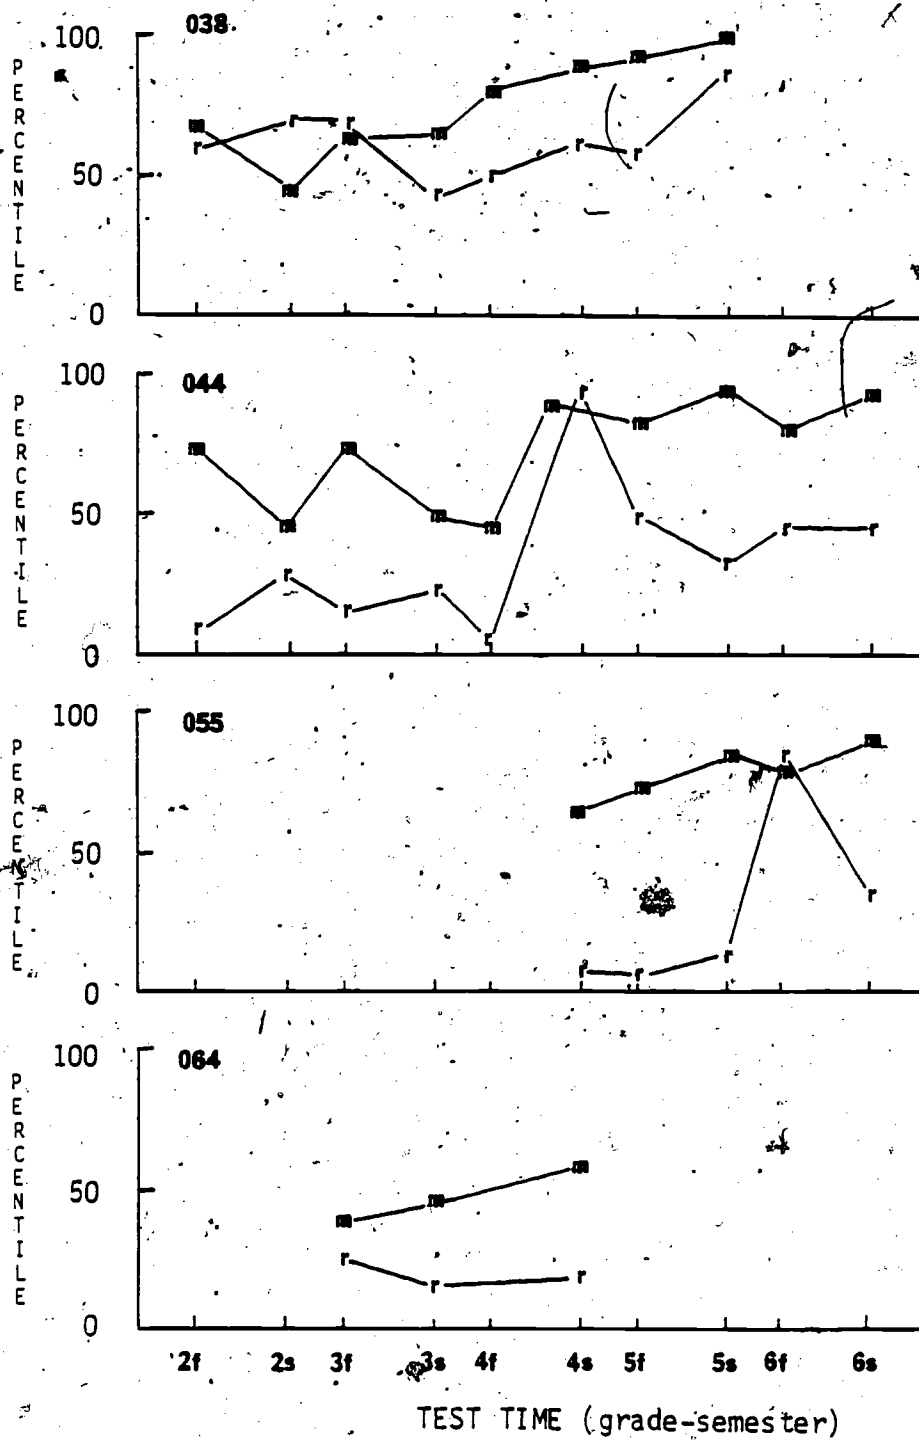 038
PERCENTILE
100
50
0
m r m r m r m r m r m r m r m r
044
PERCENTILE
100
50
0
m r m r m r m r m r m m r m r m r m r m r
055
PERCENTILE
100
50
0
m r m r m r m r m r
064
PERCENTILE
100
50
0
m r m r m r
2f 2s 3f 3s 4f 4s 5f 5s 6f 6s
TEST TIME (grade-semester)